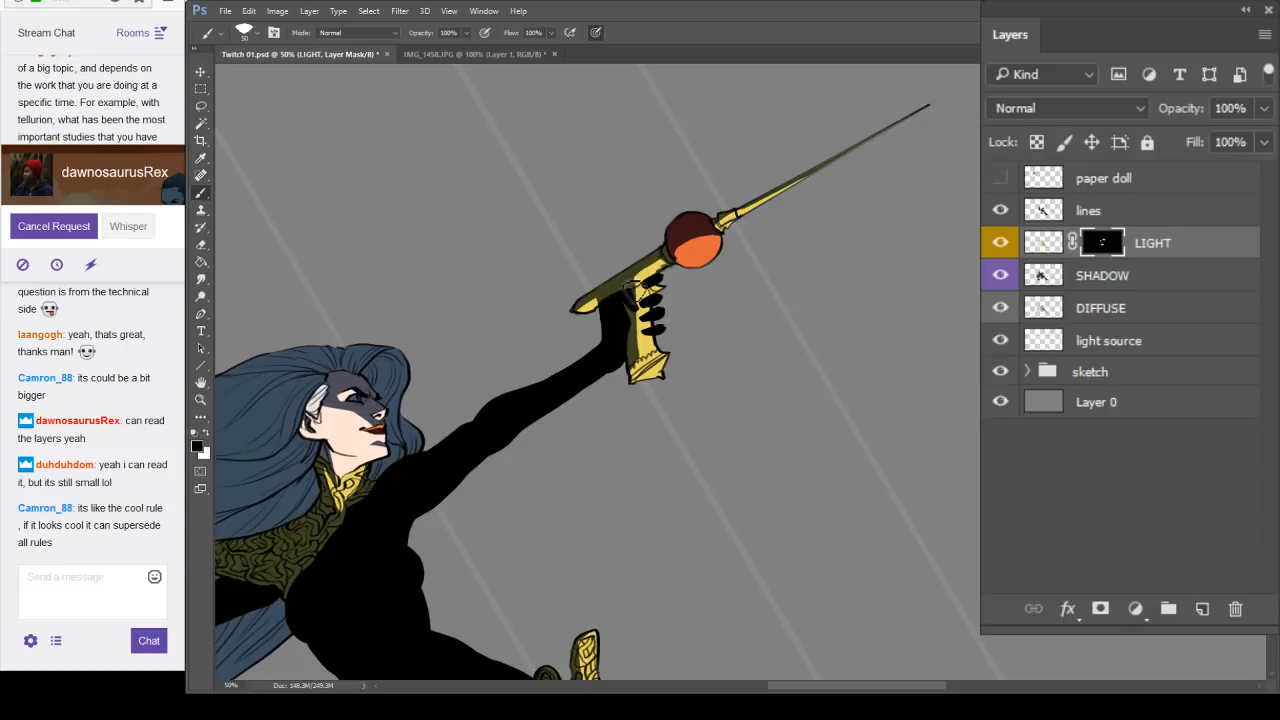 Stream Chat
Rooms
of a big topic, and depends on
the work that you are doing at a
specific time. For example, with
tellurion, what has been the most
important studies that you have
dawnosaurusRex
Cancel Request
Whisper
question is from the technical
side
laangogh: yeah, thats great,
thanks man!
Camron_88: its could be a bit
bigger
dawnosaurusRex: can read
the layers yeah
duhduhdom: yeah i can read
it, but its still small lol
Camron_88: its like the cool rule
, if it looks cool it can supersede
all rules
Send a message
Chat
Ps
File Edit Image Layer Type Select Filter 3D View Window Help
50
Mode: Normal Opacity: 100% Flow: 100%
Twitch 01.psd @ 50% (LIGHT, Layer Mask/8) *
IMG_1458.JPG @ 100% (Layer 1, RGB/8) *
50%
Doc: 148.3M/249.3M
Layers
Kind
Normal
Opacity: 100%
Lock:
Fill: 100%
paper doll
lines
LIGHT
SHADOW
DIFFUSE
light source
sketch
Layer 0
fx